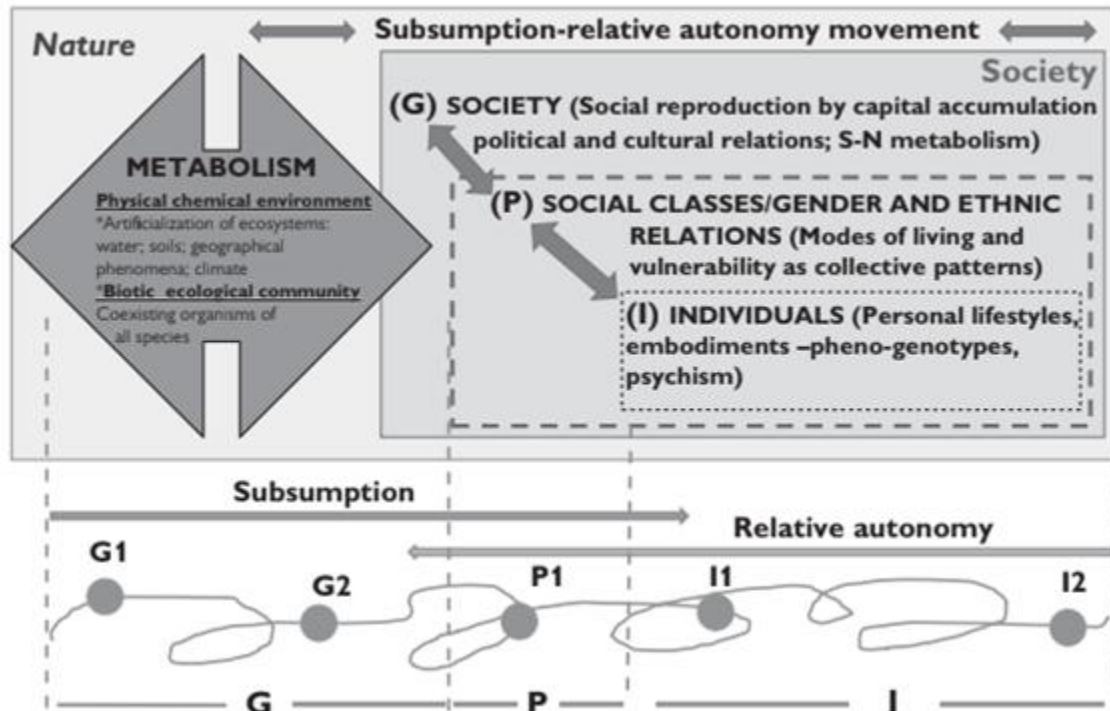 Nature
Subsumption-relative autonomy movement
Society
(G) SOCIETY (Social reproduction by capital accumulation
political and cultural relations; S-N metabolism)
METABOLISM
Physical chemical environment
*Artificialization of ecosystems:
water; soils; geographical
phenomena; climate
*Biotic ecological community
Coexisting organisms of
all species
(P) SOCIAL CLASSES/GENDER AND ETHNIC
RELATIONS (Modes of living and
vulnerability as collective patterns)
(I) INDIVIDUALS (Personal lifestyles,
embodiments –pheno-genotypes,
psychism)
Subsumption
Relative autonomy
G1
G2
P1
I1
I2
G
P
I